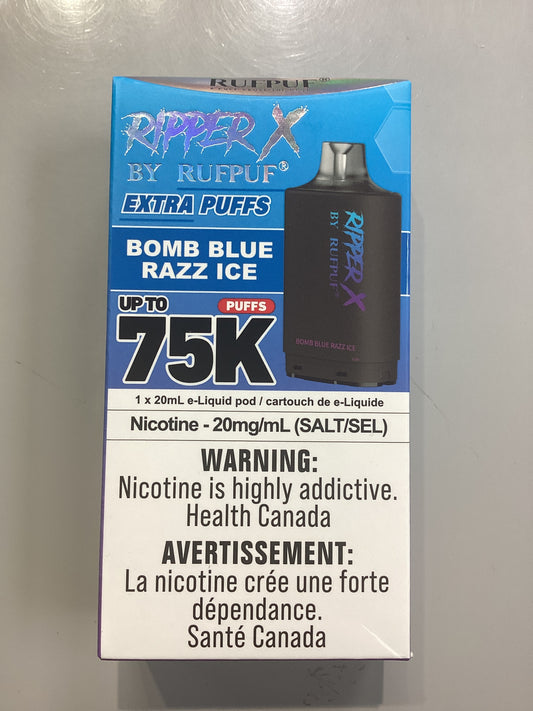 RUFPUF®
RIPPER X
BY RUFPUF®
EXTRA PUFFS
BOMB BLUE
RAZZ ICE
UP TO
PUFFS
75K
RIPPER X
BY RUFPUF
BOMB BLUE RAZZ ICE
1 x 20mL e-Liquid pod / cartouche de e-Liquide
Nicotine - 20mg/mL (SALT/SEL)
WARNING:
Nicotine is highly addictive.
Health Canada
AVERTISSEMENT:
La nicotine crée une forte
dépendance.
Santé Canada